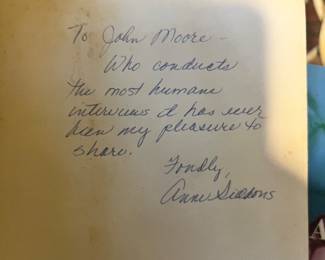 To John Moore -
Who conducts
the most humane
interviews it has ever
been my pleasure to
share.
Fondly,
Anne Siddons
A